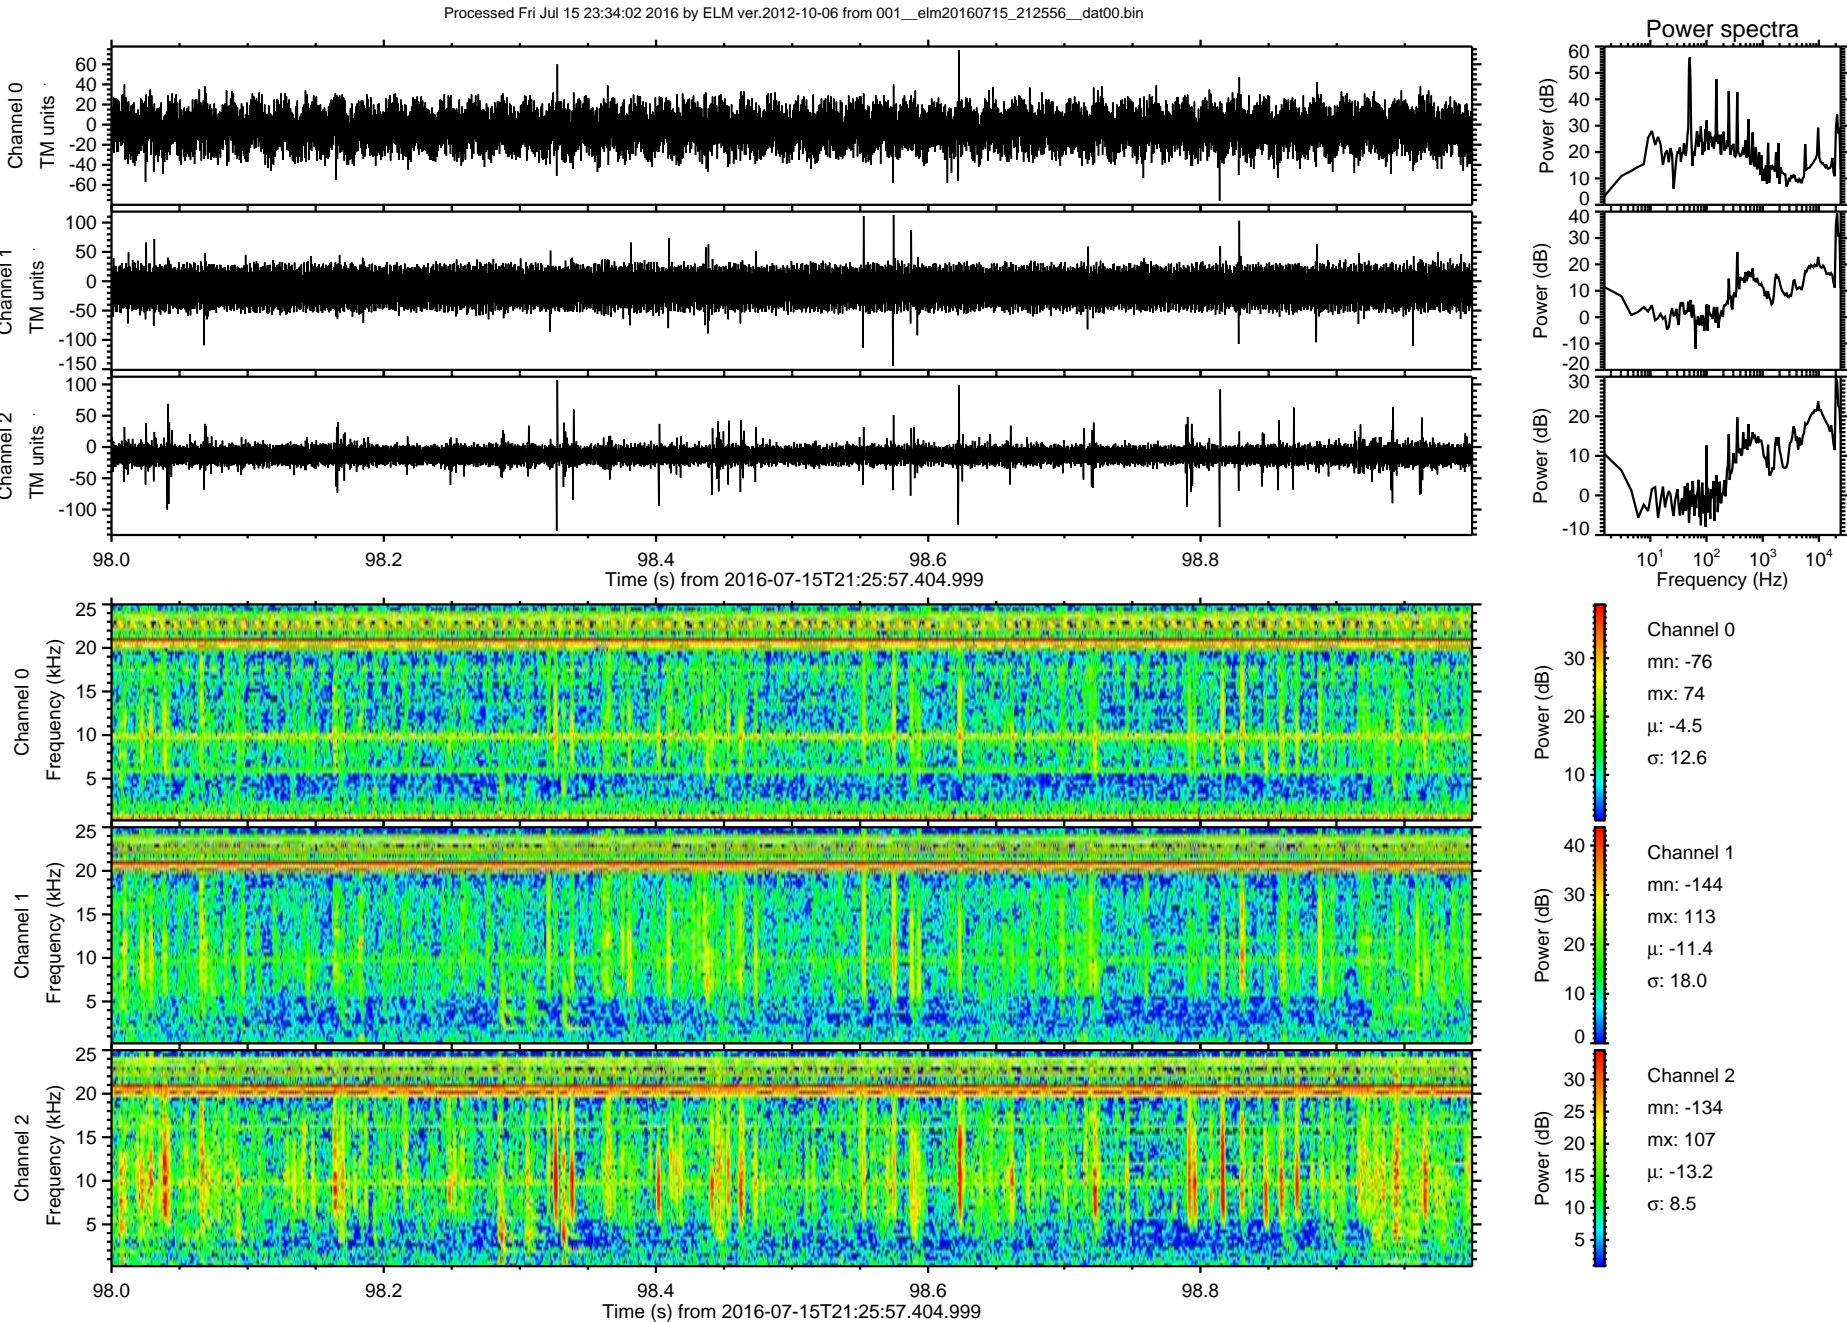 Processed Fri Jul 15 23:34:02 2016 by ELM ver.2012-10-06 from 001__elm20160715_212556__dat00.bin
Power spectra
Channel 0
TM units
60
40
20
0
-20
-40
-60
Power (dB)
60
50
40
30
20
10
0
Channel 1
TM units
100
50
0
-50
-100
-150
Power (dB)
40
30
20
10
0
-10
-20
Channel 2
TM units
100
50
0
-50
-100
Power (dB)
30
20
10
0
-10
98.0 98.2 98.4 98.6 98.8
Time (s) from 2016-07-15T21:25:57.404.999
10^1 10^2 10^3 10^4
Frequency (Hz)
Channel 0
Frequency (kHz)
25
20
15
10
5
Power (dB)
30
20
10
Channel 0
mn: -76
mx: 74
μ: -4.5
σ: 12.6
Channel 1
Frequency (kHz)
25
20
15
10
5
Power (dB)
40
30
20
10
0
Channel 1
mn: -144
mx: 113
μ: -11.4
σ: 18.0
Channel 2
Frequency (kHz)
25
20
15
10
5
Power (dB)
30
25
20
15
10
5
Channel 2
mn: -134
mx: 107
μ: -13.2
σ: 8.5
98.0 98.2 98.4 98.6 98.8
Time (s) from 2016-07-15T21:25:57.404.999